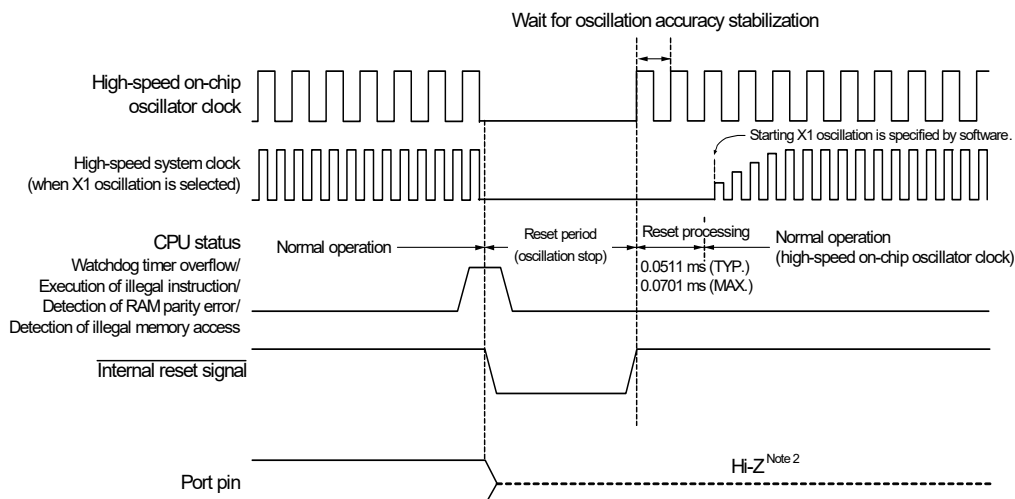 Wait for oscillation accuracy stabilization
High-speed on-chip
oscillator clock
Starting X1 oscillation is specified by software.
High-speed system clock
(when X1 oscillation is selected)
CPU status
Normal operation
Reset period
(oscillation stop)
Reset processing
0.0511 ms (TYP.)
0.0701 ms (MAX.)
Normal operation
(high-speed on-chip oscillator clock)
Watchdog timer overflow/
Execution of illegal instruction/
Detection of RAM parity error/
Detection of illegal memory access
Internal reset signal
Hi-Z Note 2
Port pin